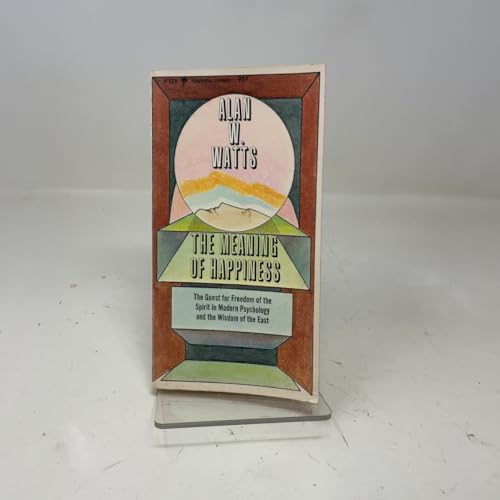 ALAN
W.
WATTS
THE MEANING
OF HAPPINESS
The Quest for Freedom of the
Spirit in Modern Psychology
and the Wisdom of the East